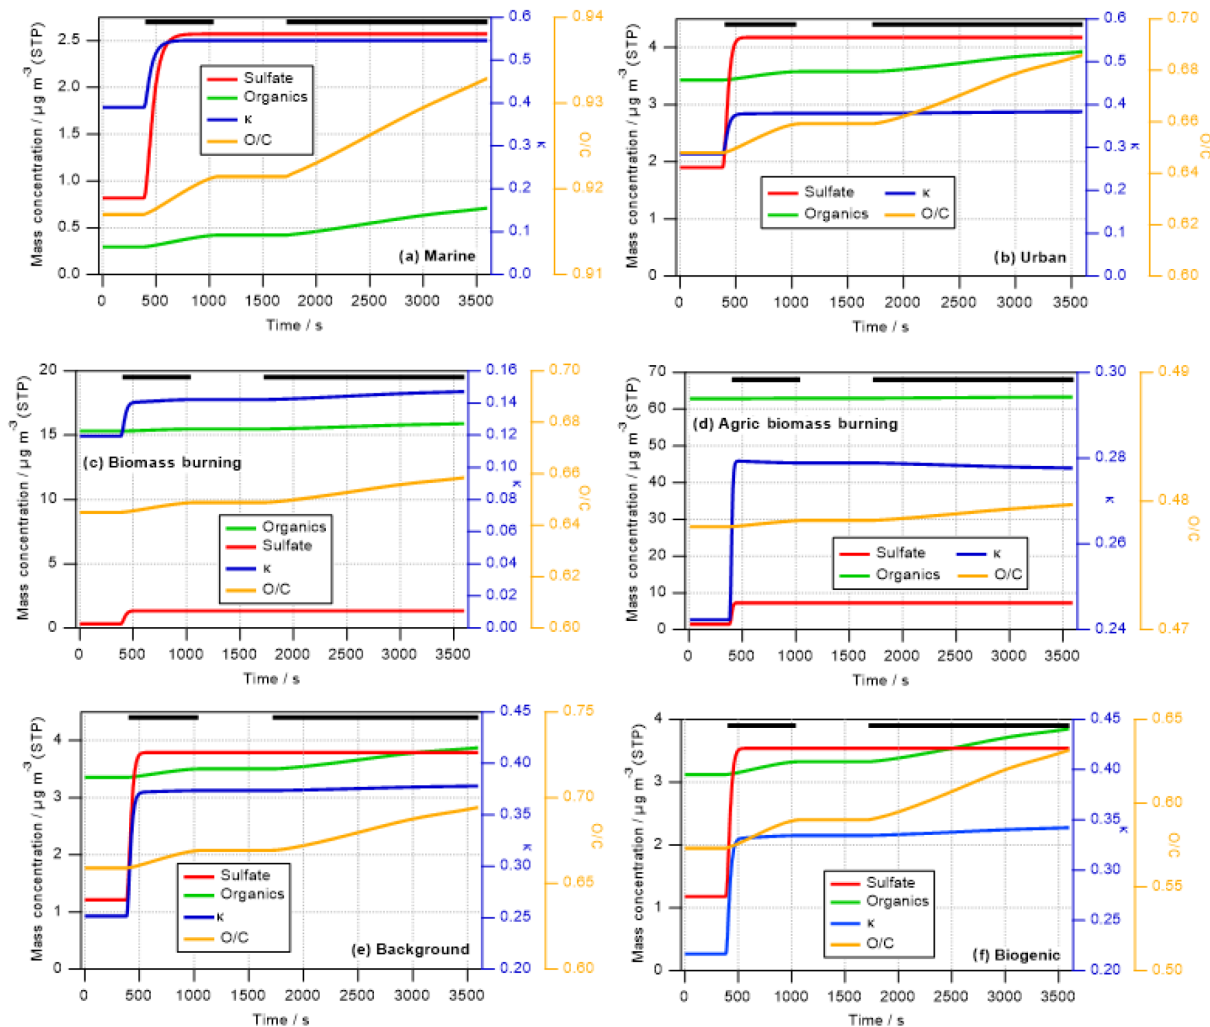 Mass concentration / µg m⁻³ (STP)
2.5
2.0
1.5
1.0
0.5
0.0
Sulfate
Organics
κ
O/C
(a) Marine
0.6
0.5
0.4
0.3
0.2
0.1
0.0
κ
0.94
0.93
0.92
0.91
O/C
0 500 1000 1500 2000 2500 3000 3500
Time / s
Mass concentration / µg m⁻³ (STP)
4
3
2
1
0
Sulfate κ
Organics O/C
(b) Urban
0.6
0.5
0.4
0.3
0.2
0.1
0.0
κ
0.70
0.68
0.66
0.64
0.62
0.60
O/C
0 500 1000 1500 2000 2500 3000 3500
Time / s
Mass concentration / µg m⁻³ (STP)
20
15
10
5
0
(c) Biomass burning
Organics
Sulfate
κ
O/C
0.16
0.14
0.12
0.10
0.08
0.06
0.04
0.02
0.00
κ
0.70
0.68
0.66
0.64
0.62
0.60
O/C
0 500 1000 1500 2000 2500 3000 3500
Time / s
Mass concentration / µg m⁻³ (STP)
70
60
50
40
30
20
10
0
(d) Agric biomass burning
Sulfate κ
Organics O/C
0.30
0.28
0.26
0.24
κ
0.49
0.48
0.47
O/C
0 500 1000 1500 2000 2500 3000 3500
Time / s
Mass concentration / µg m⁻³ (STP)
4
3
2
1
0
Sulfate
Organics
κ
O/C
(e) Background
0.45
0.40
0.35
0.30
0.25
0.20
κ
0.75
0.70
0.65
0.60
O/C
0 500 1000 1500 2000 2500 3000 3500
Time / s
Mass concentration / µg m⁻³ (STP)
4
3
2
1
0
Sulfate
Organics
κ
O/C
(f) Biogenic
0.45
0.40
0.35
0.30
0.25
0.20
κ
0.65
0.60
0.55
0.50
O/C
0 500 1000 1500 2000 2500 3000 3500
Time / s